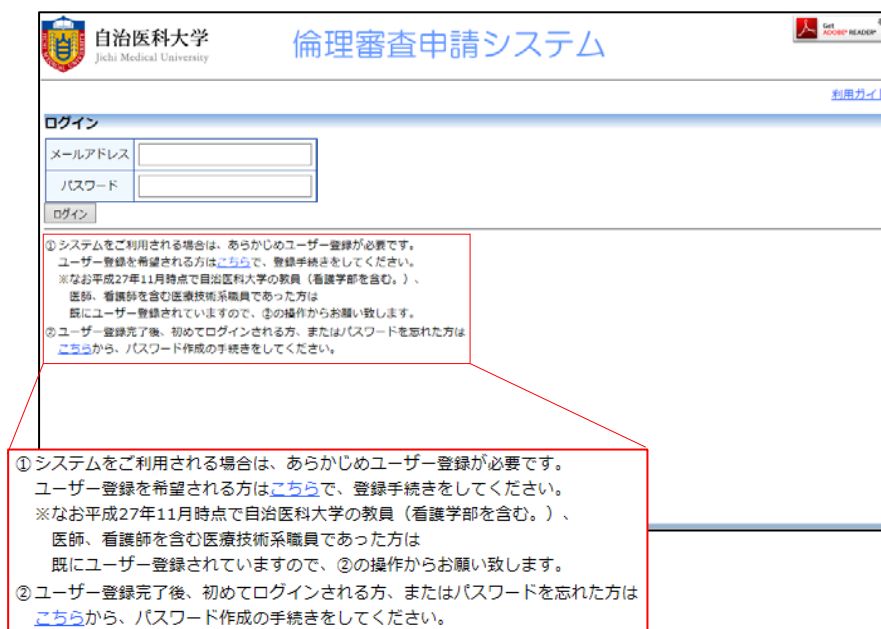 自治医科大学
Jichi Medical University
倫理審査申請システム
Get
ADOBE® READER®
利用ガイド
ログイン
メールアドレス
パスワード
ログイン
①システムをご利用される場合は、あらかじめユーザー登録が必要です。
ユーザー登録を希望される方はこちらで、登録手続きをしてください。
※なお平成27年11月時点で自治医科大学の教員（看護学部を含む。）、
医師、看護師を含む医療技術系職員であった方は
既にユーザー登録されていますので、②の操作からお願い致します。
②ユーザー登録完了後、初めてログインされる方、またはパスワードを忘れた方は
こちらから、パスワード作成の手続きをしてください。
①システムをご利用される場合は、あらかじめユーザー登録が必要です。
ユーザー登録を希望される方はこちらで、登録手続きをしてください。
※なお平成27年11月時点で自治医科大学の教員（看護学部を含む。）、
医師、看護師を含む医療技術系職員であった方は
既にユーザー登録されていますので、②の操作からお願い致します。
②ユーザー登録完了後、初めてログインされる方、またはパスワードを忘れた方は
こちらから、パスワード作成の手続きをしてください。